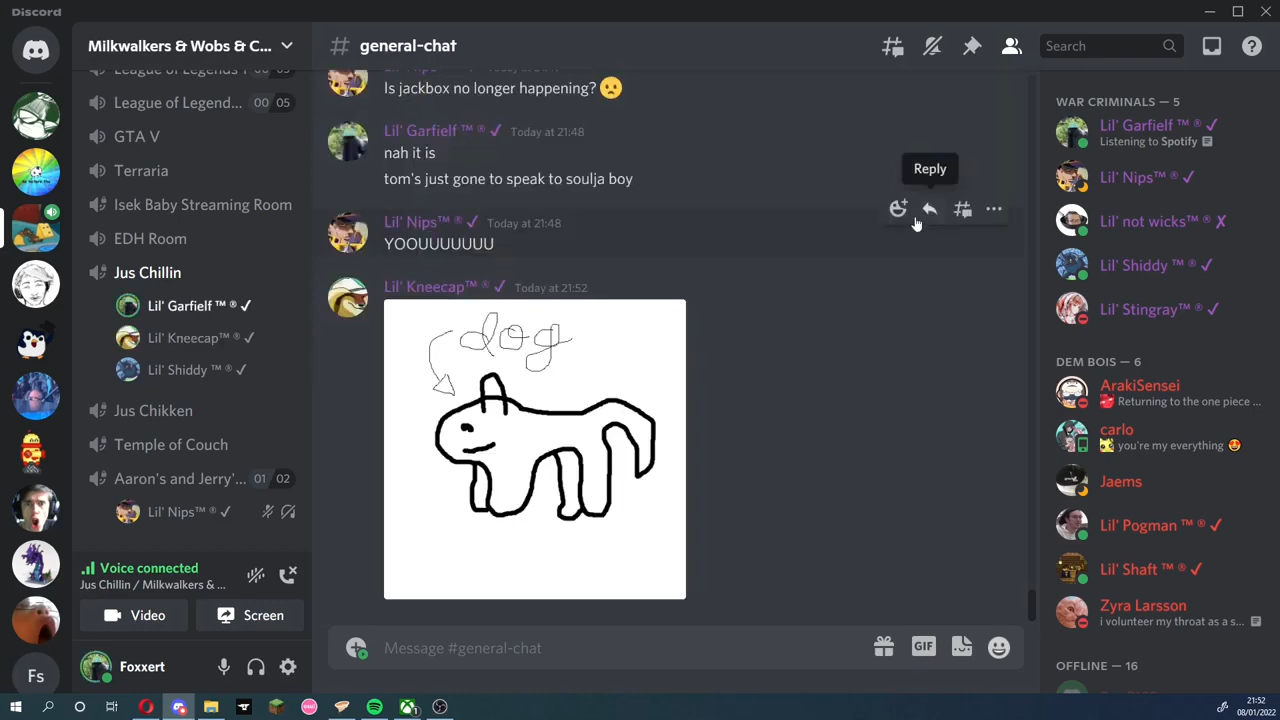 Discord
Milkwalkers & Wobs & C...
general-chat
Search
League of Legends
League of Legend... 00 05
GTA V
Terraria
Isek Baby Streaming Room
EDH Room
Jus Chillin
Lil' Garfielf ™ ® ✓
Lil' Kneecap™ ® ✓
Lil' Shiddy ™ ® ✓
Jus Chikken
Temple of Couch
Aaron's and Jerry'... 01 02
Lil' Nips™ ® ✓
Voice connected
Jus Chillin / Milkwalkers & ...
Video
Screen
Foxxert
Fs
Is jackbox no longer happening? 🙁
Lil' Garfielf ™ ® ✓ Today at 21:48
nah it is
tom's just gone to speak to soulja boy
Reply
Lil' Nips™ ® ✓ Today at 21:48
YOOUUUUUUU
Lil' Kneecap™ ® ✓ Today at 21:52
dog
Message #general-chat
GIF
WAR CRIMINALS — 5
Lil' Garfielf ™ ® ✓
Listening to Spotify
Lil' Nips™ ® ✓
Lil' not wicks™ ® ✗
Lil' Shiddy ™ ® ✓
Lil' Stingray™ ® ✓
DEM BOIS — 6
ArakiSensei
Returning to the one piece ...
carlo
you're my everything 😍
Jaems
Lil' Pogman ™ ® ✓
Lil' Shaft ™ ® ✓
Zyra Larsson
i volunteer my throat as a s...
OFFLINE — 16
21:52
08/01/2022